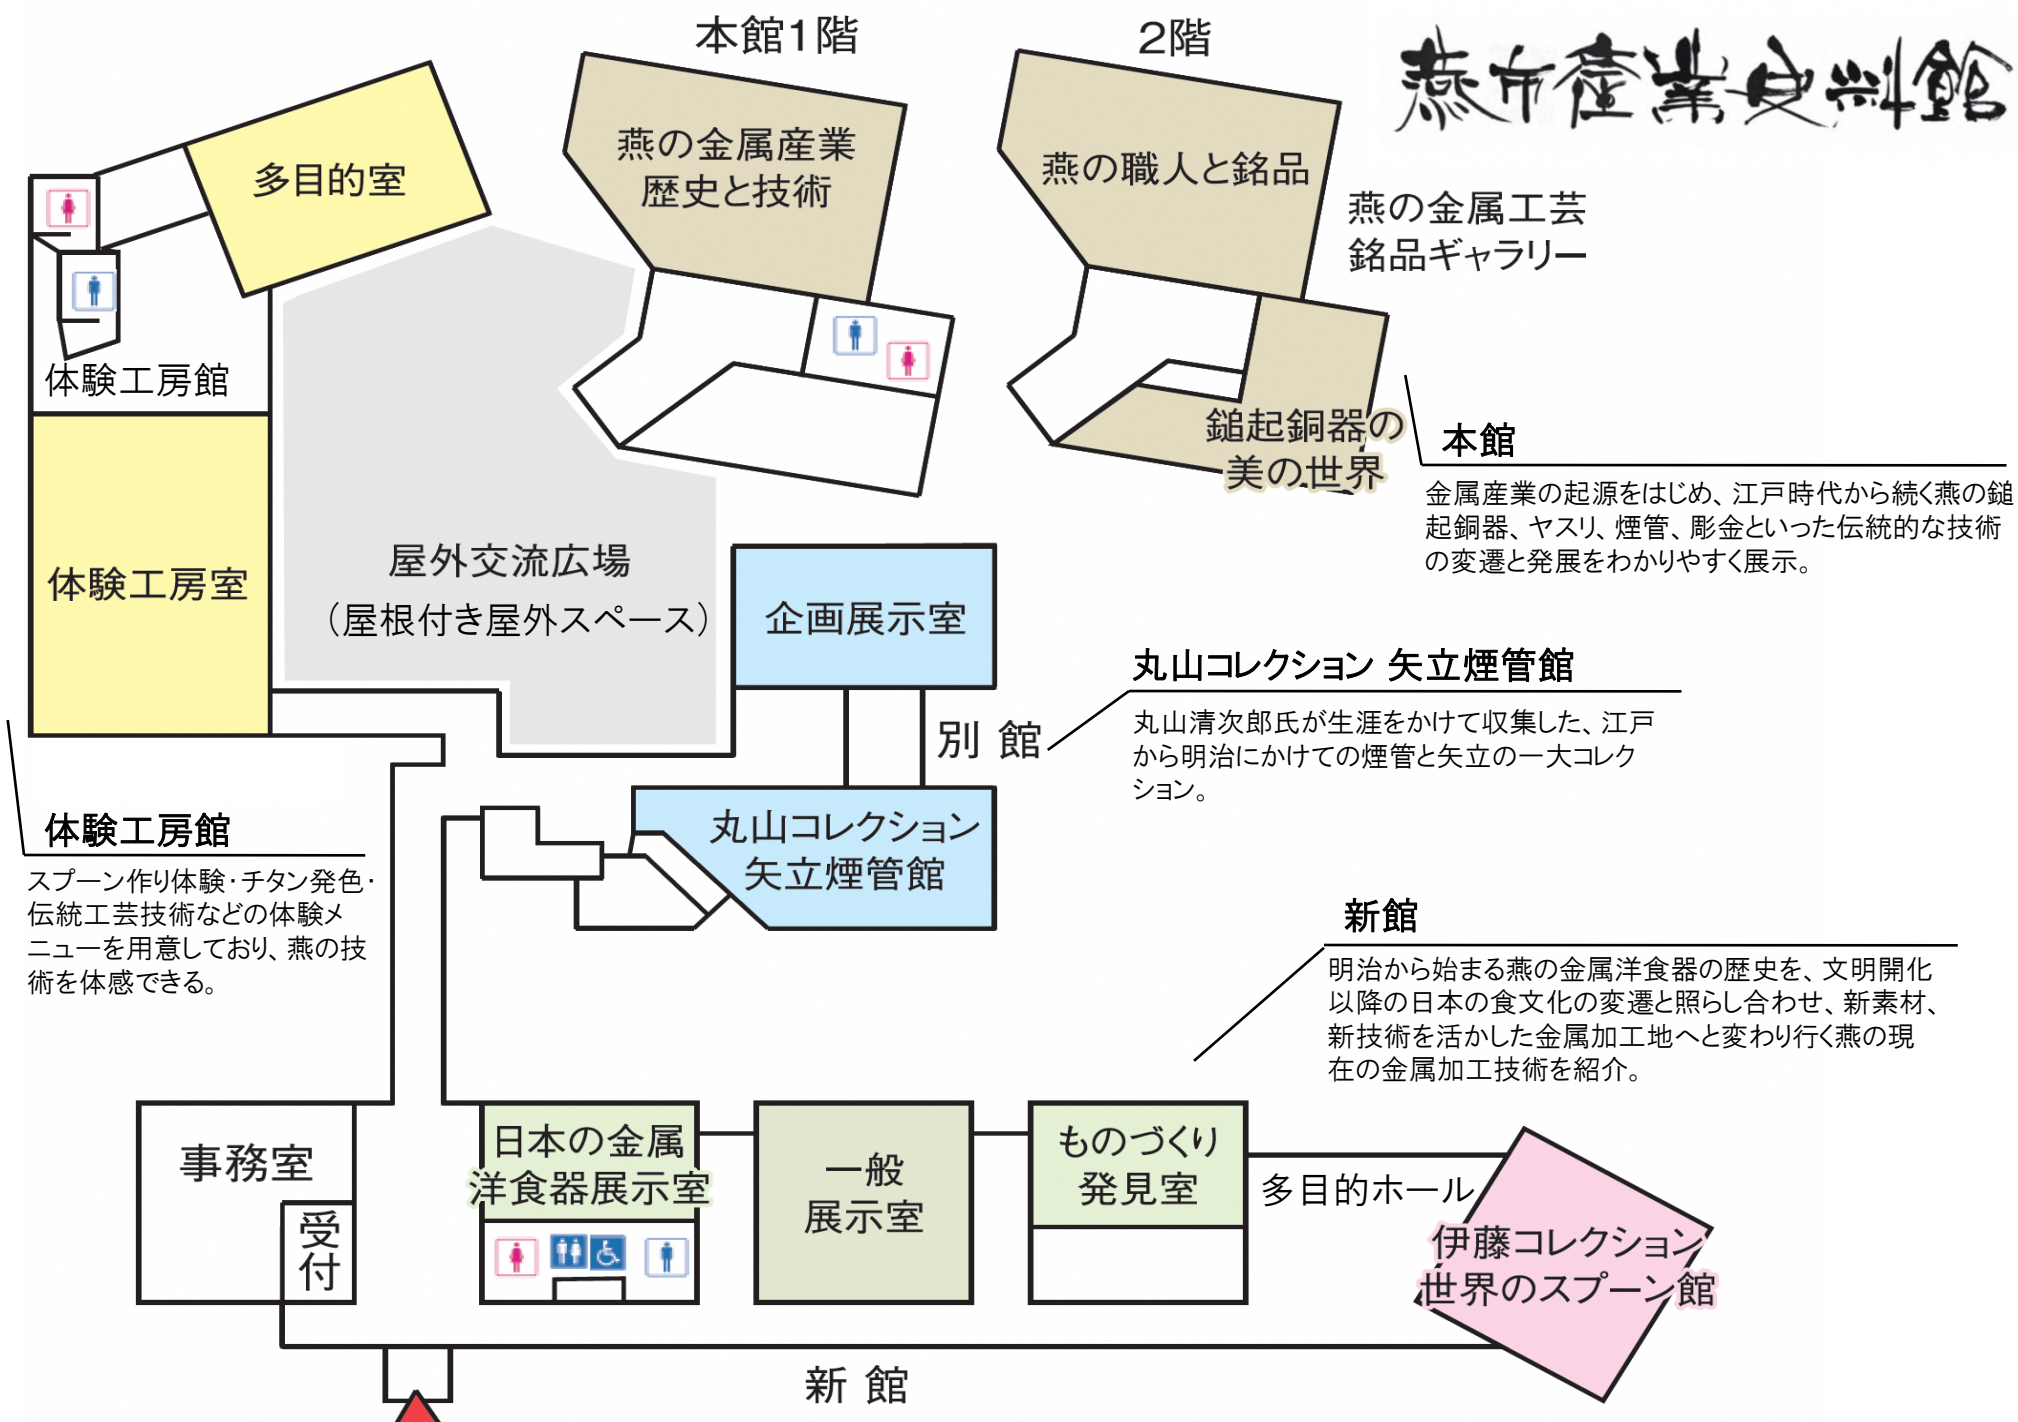 本館1階
2階
燕市産業史料館
燕の金属産業
歴史と技術
燕の職人と銘品
多目的室
燕の金属工芸
銘品ギャラリー
体験工房館
鎚起銅器の
美の世界
本館
金属産業の起源をはじめ、江戸時代から続く燕の鎚
起銅器、ヤスリ、煙管、彫金といった伝統的な技術
の変遷と発展をわかりやすく展示。
体験工房室
屋外交流広場
（屋根付き屋外スペース）
企画展示室
丸山コレクション 矢立煙管館
丸山清次郎氏が生涯をかけて収集した、江戸
から明治にかけての煙管と矢立の一大コレク
ション。
別 館
丸山コレクション
矢立煙管館
体験工房館
スプーン作り体験・チタン発色・
伝統工芸技術などの体験メ
ニューを用意しており、燕の技
術を体感できる。
新館
明治から始まる燕の金属洋食器の歴史を、文明開化
以降の日本の食文化の変遷と照らし合わせ、新素材、
新技術を活かした金属加工地へと変わり行く燕の現
在の金属加工技術を紹介。
事務室
受付
日本の金属
洋食器展示室
一般
展示室
ものづくり
発見室
多目的ホール
伊藤コレクション
世界のスプーン館
新 館